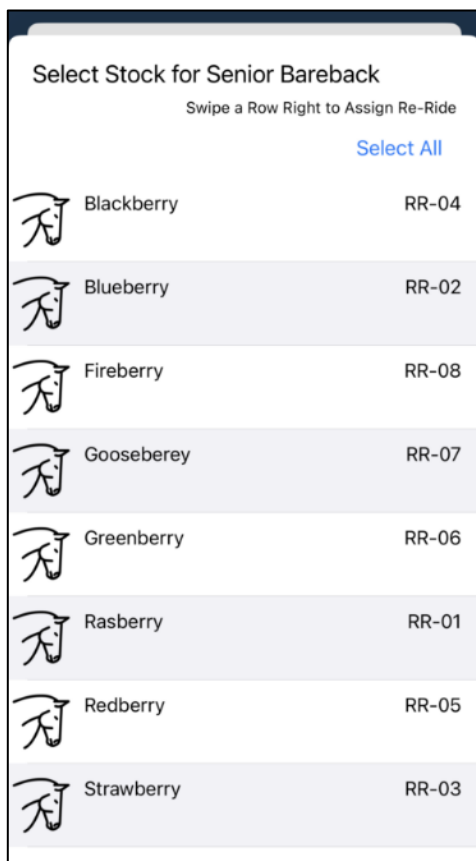 Select Stock for Senior Bareback
Swipe a Row Right to Assign Re-Ride
Select All
Blackberry RR-04
Blueberry RR-02
Fireberry RR-08
Gooseberey RR-07
Greenberry RR-06
Rasberry RR-01
Redberry RR-05
Strawberry RR-03